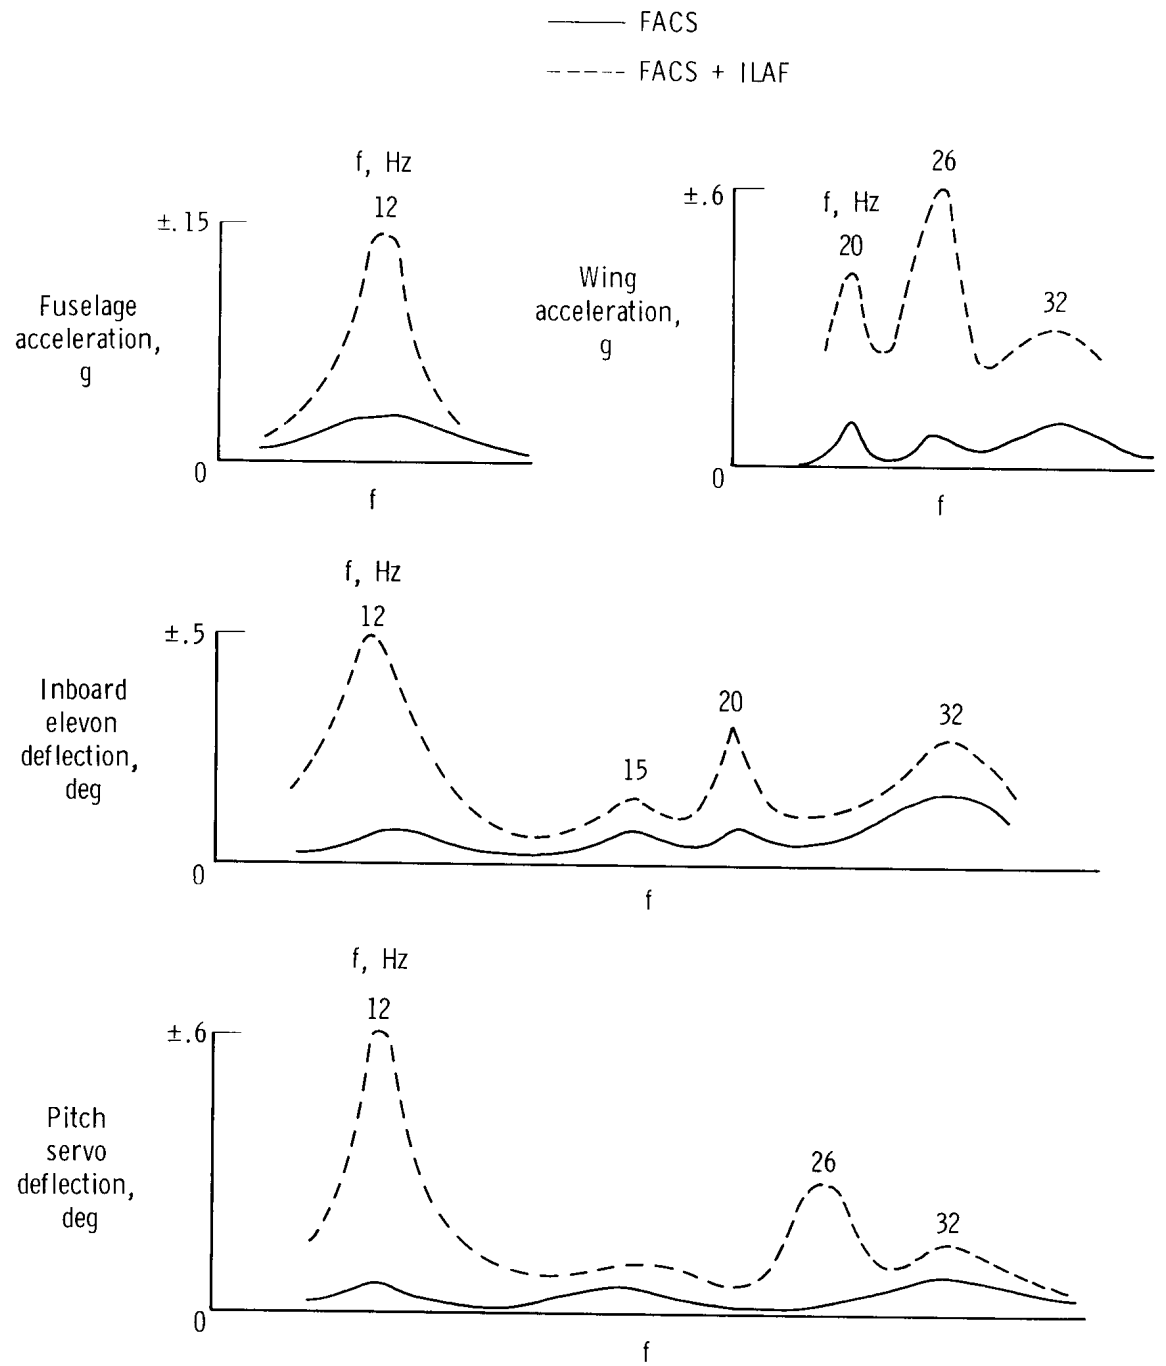 FACS
FACS + ILAF
f, Hz
12
±.15
Fuselage
acceleration,
g
0
f
26
±.6
f, Hz
20
Wing
acceleration,
g
32
0
f
f, Hz
12
±.5
Inboard
elevon
deflection,
deg
15
20
32
0
f
f, Hz
12
±.6
Pitch
servo
deflection,
deg
26
32
0
f